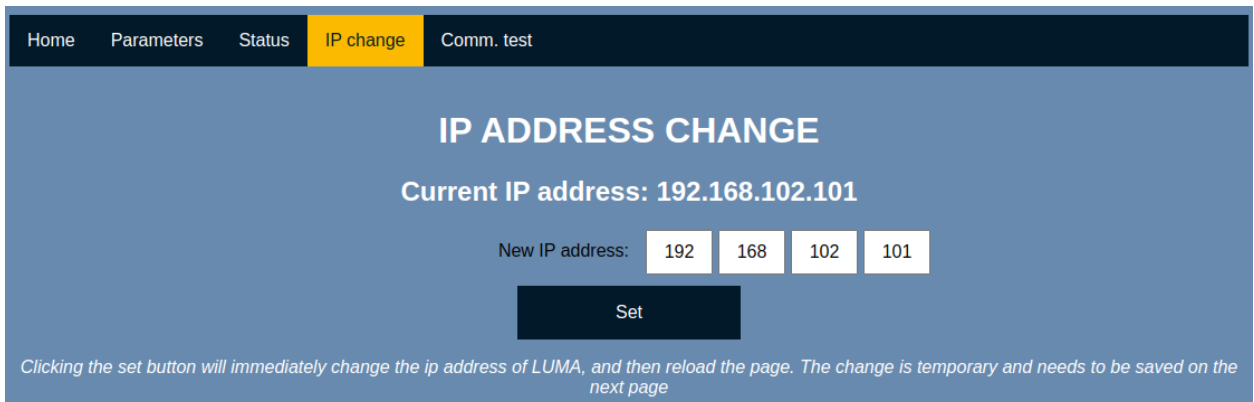 Home Parameters Status IP change Comm. test
IP ADDRESS CHANGE
Current IP address: 192.168.102.101
New IP address: 192 168 102 101
Set
Clicking the set button will immediately change the ip address of LUMA, and then reload the page. The change is temporary and needs to be saved on the
next page